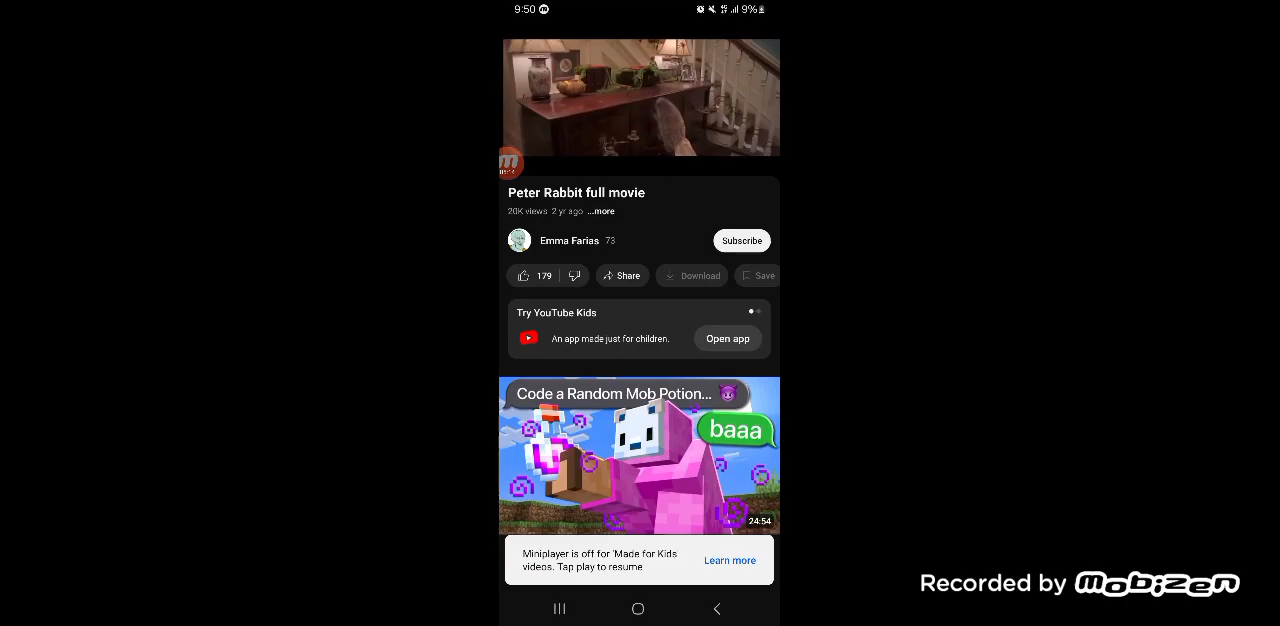 9:50
9%
Peter Rabbit full movie
20K views 2 yr ago ...more
Emma Farias 73
Subscribe
179
Share
Download
Save
Try YouTube Kids
An app made just for children.
Open app
Code a Random Mob Potion... 😈
baaa
24:54
Miniplayer is off for 'Made for Kids
videos. Tap play to resume
Learn more
Recorded by mobizen